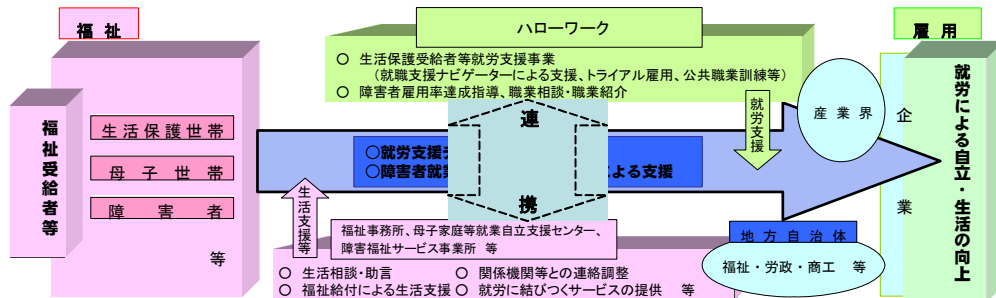 福祉
ハローワーク
雇用
○ 生活保護受給者等就労支援事業
(就職支援ナビゲーターによる支援、トライアル雇用、公共職業訓練等)
○ 障害者雇用率達成指導、職業相談・職業紹介
福祉受給者等
生活保護世帯
母子世帯
障害者
等
連
携
○就労支援
○障害者就業
による支援
就労支援
生活支援等
産業界
企業
就労による自立・生活の向上
福祉事務所、母子家庭等就業自立支援センター、
障害福祉サービス事業所 等
地方自治体
福祉・労政・商工 等
○ 生活相談・助言
○ 関係機関等との連絡調整
○ 福祉給付による生活支援
○ 就労に結びつくサービスの提供 等